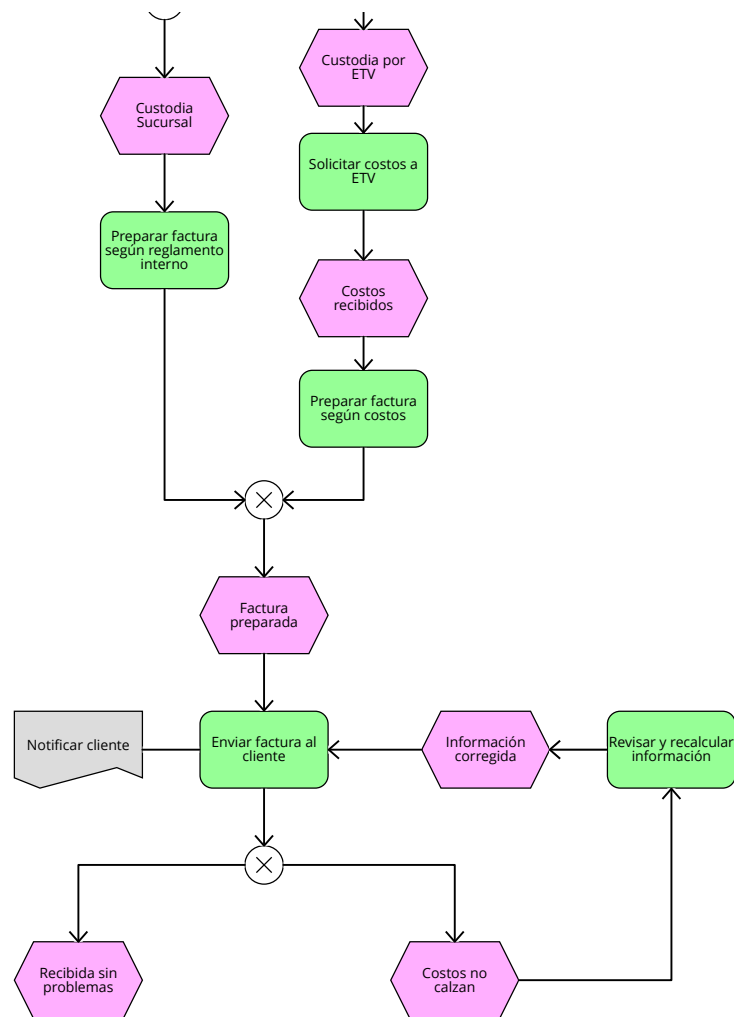 Custodia por
ETV
Custodia
Sucursal
Solicitar costos a
ETV
Preparar factura
según reglamento
interno
Costos
recibidos
Preparar factura
según costos
Factura
preparada
Notificar cliente
Enviar factura al
cliente
Información
corregida
Revisar y recalcular
información
Recibida sin
problemas
Costos no
calzan